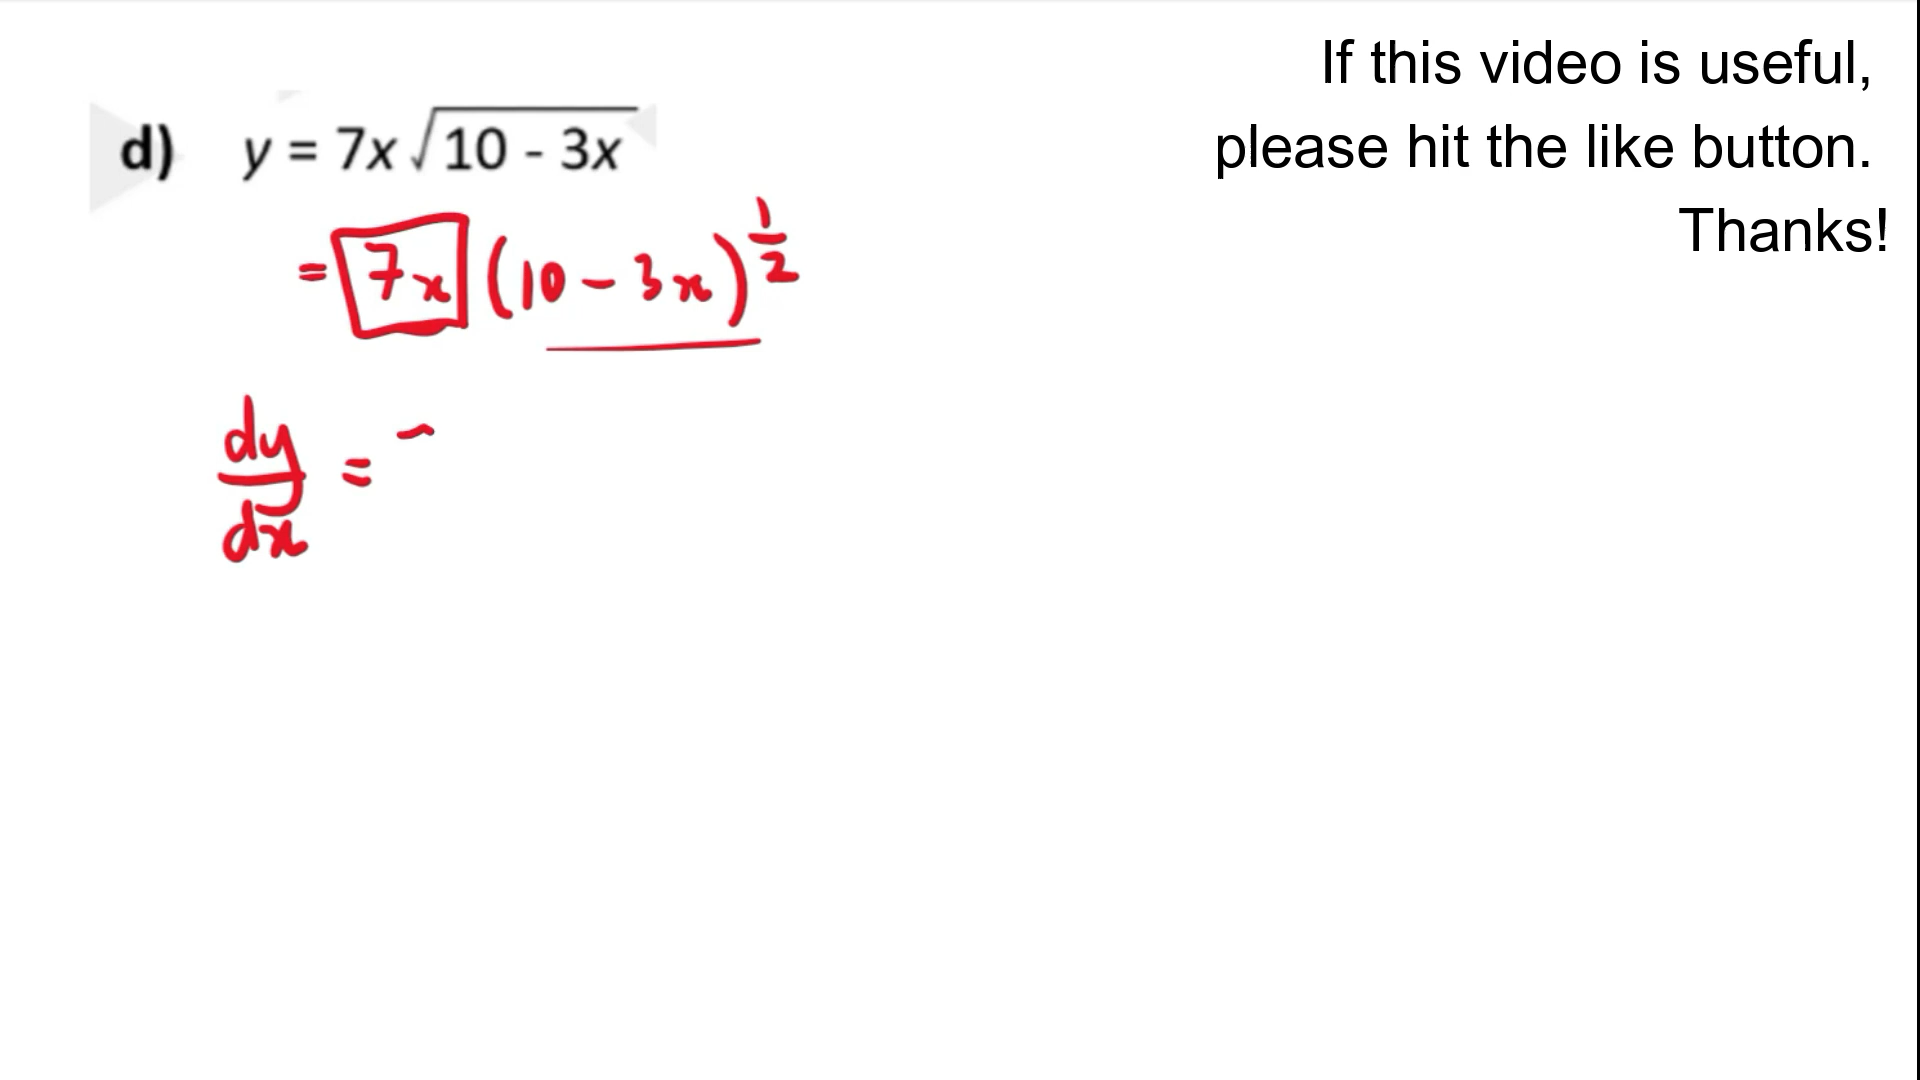 If this video is useful,
please hit the like button.
Thanks!
d) y = 7x √10 - 3x
= 7x (10 - 3x)^1/2
dy/dx =